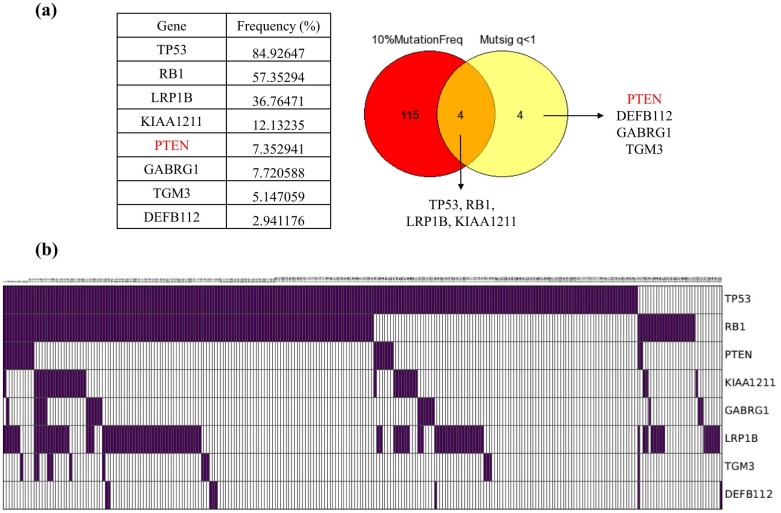 (a)
Gene Frequency (%)
TP53 84.92647
RB1 57.35294
LRP1B 36.76471
KIAA1211 12.13235
PTEN 7.352941
GABRG1 7.720588
TGM3 5.147059
DEFB112 2.941176
10%MutationFreq Mutsig q<1
115 4 4
PTEN
DEFB112
GABRG1
TGM3
TP53, RB1,
LRP1B, KIAA1211
(b)
TP53
RB1
PTEN
KIAA1211
GABRG1
LRP1B
TGM3
DEFB112